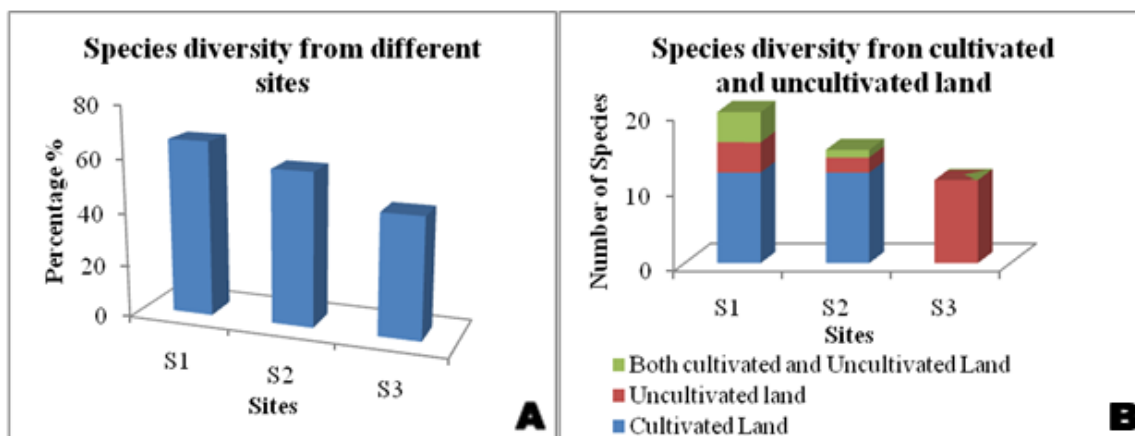 Species diversity from different
sites
80
60
40
20
0
Percentage %
S1
S2
S3
Sites
A
Species diversity fron cultivated
and uncultivated land
20
10
0
Number of Species
S1
S2
S3
Sites
Both cultivated and Uncultivated Land
Uncultivated land
Cultivated Land
B